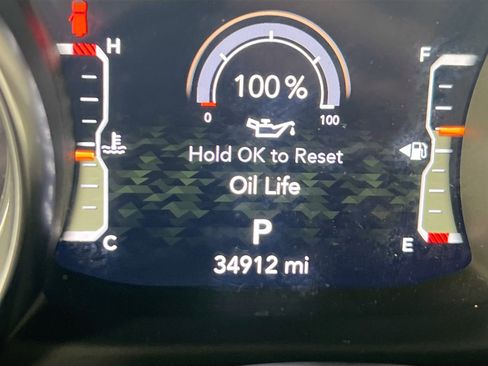 H
F
100 %
0
100
Hold OK to Reset
Oil Life
P
C
E
34912 mi